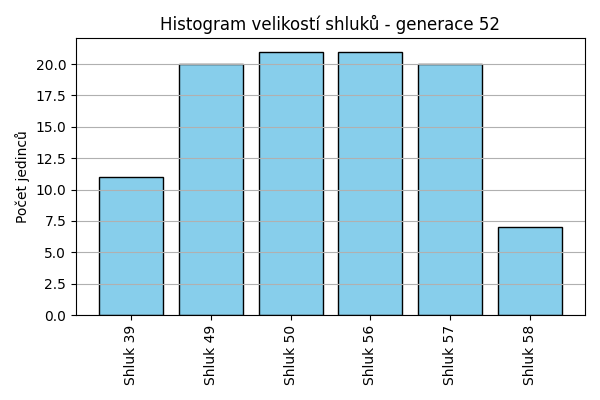 Histogram velikostí shluků - generace 52
Počet jedinců
20.0
17.5
15.0
12.5
10.0
7.5
5.0
2.5
0.0
Shluk 39
Shluk 49
Shluk 50
Shluk 56
Shluk 57
Shluk 58